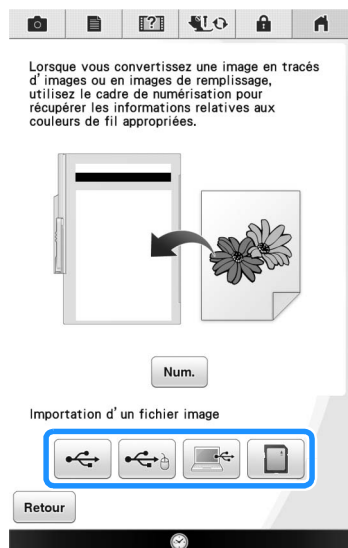 Lorsque vous convertissez une image en tracés
d'images ou en images de remplissage,
utilisez le cadre de numérisation pour
récupérer les informations relatives aux
couleurs de fil appropriées.
Num.
Importation d'un fichier image
Retour